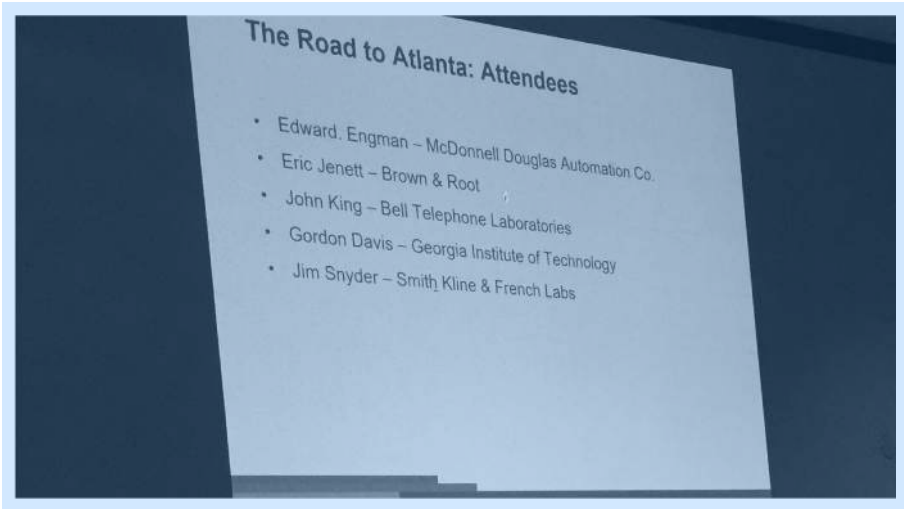 The Road to Atlanta: Attendees
• Edward. Engman – McDonnell Douglas Automation Co.
• Eric Jenett – Brown & Root
• John King – Bell Telephone Laboratories
• Gordon Davis – Georgia Institute of Technology
• Jim Snyder – Smith Kline & French Labs